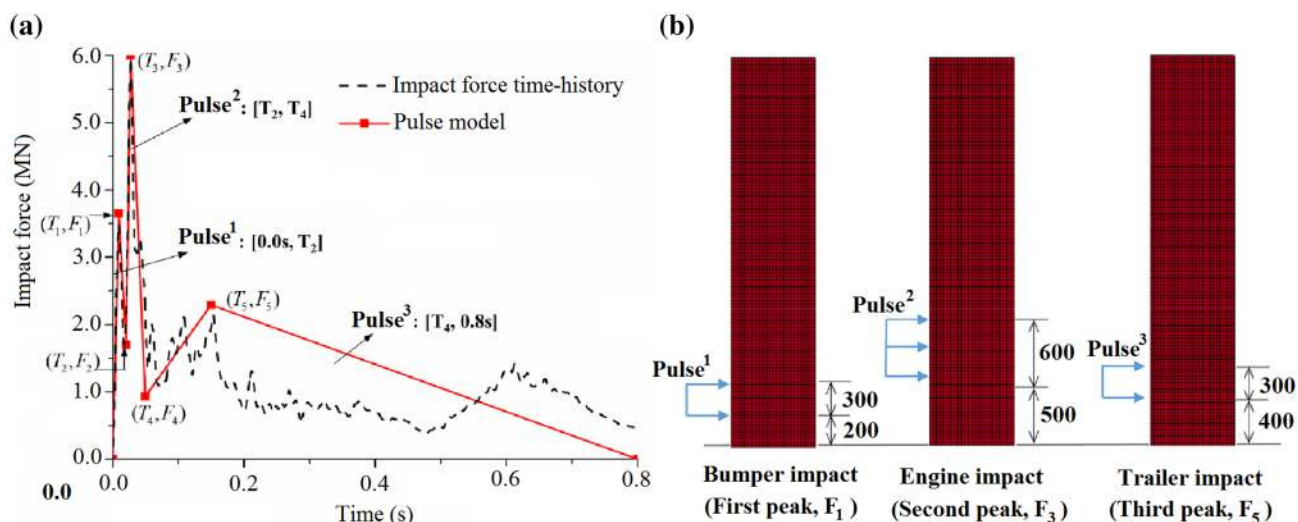 (a)
(b)
6.0
5.0
4.0
3.0
2.0
1.0
0.0
0.0
Impact force (MN)
(T₃,F₃)
Pulse²: [T₂, T₄]
Impact force time-history
Pulse model
(T₁,F₁)
Pulse¹: [0.0s, T₂]
(T₅,F₅)
Pulse³: [T₄, 0.8s]
(T₂,F₂)
(T₄,F₄)
0.0 0.2 0.4 0.6 0.8
Time (s)
Pulse¹
300
200
Bumper impact
(First peak, F₁)
Pulse²
600
500
Engine impact
(Second peak, F₃)
Pulse³
300
400
Trailer impact
(Third peak, F₅)